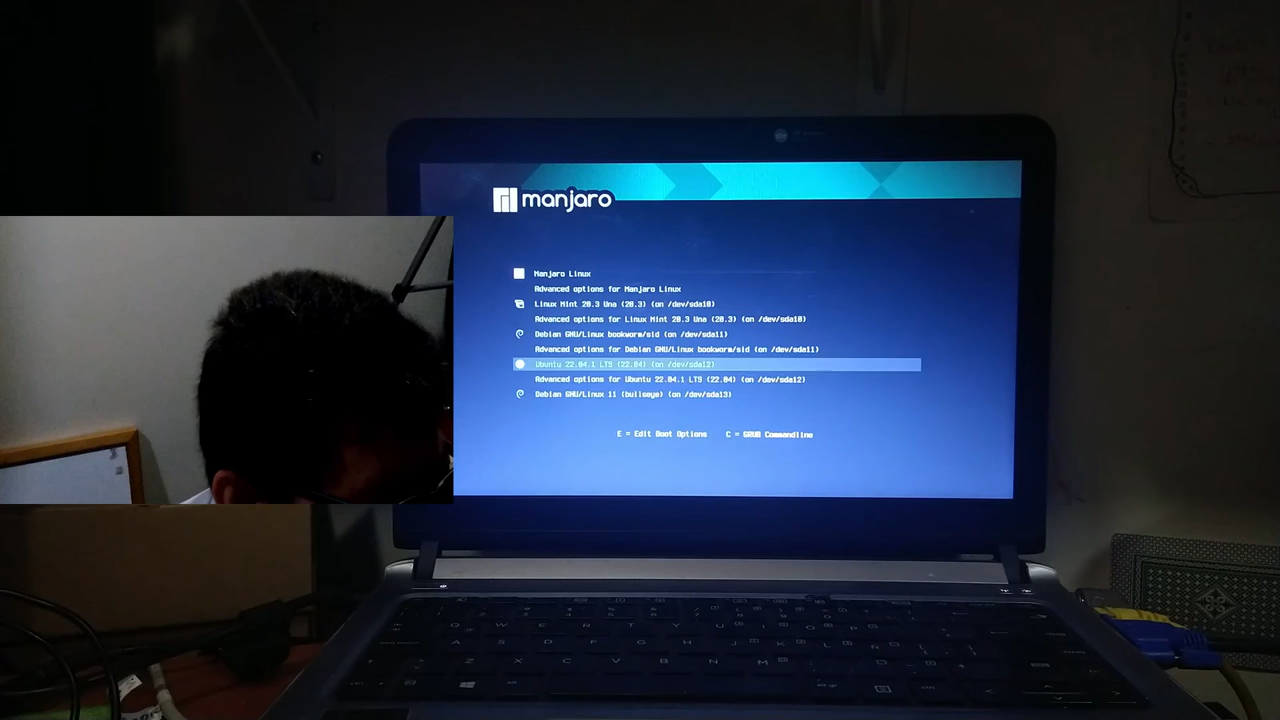 manjaro
Manjaro Linux
Advanced options for Manjaro Linux
Linux Mint 20.3 Una (20.3) (on /dev/sda10)
Advanced options for Linux Mint 20.3 Una (20.3) (on /dev/sda10)
Debian GNU/Linux bookworm/sid (on /dev/sda11)
Advanced options for Debian GNU/Linux bookworm/sid (on /dev/sda11)
Ubuntu 22.04.1 LTS (22.04) (on /dev/sda12)
Advanced options for Ubuntu 22.04.1 LTS (22.04) (on /dev/sda12)
Debian GNU/Linux 11 (bullseye) (on /dev/sda13)
E = Edit Boot Options C = GRUB Commandline
Q W E R T Y U I O P
A S D F G H J K L Ñ
Z X C V B N M